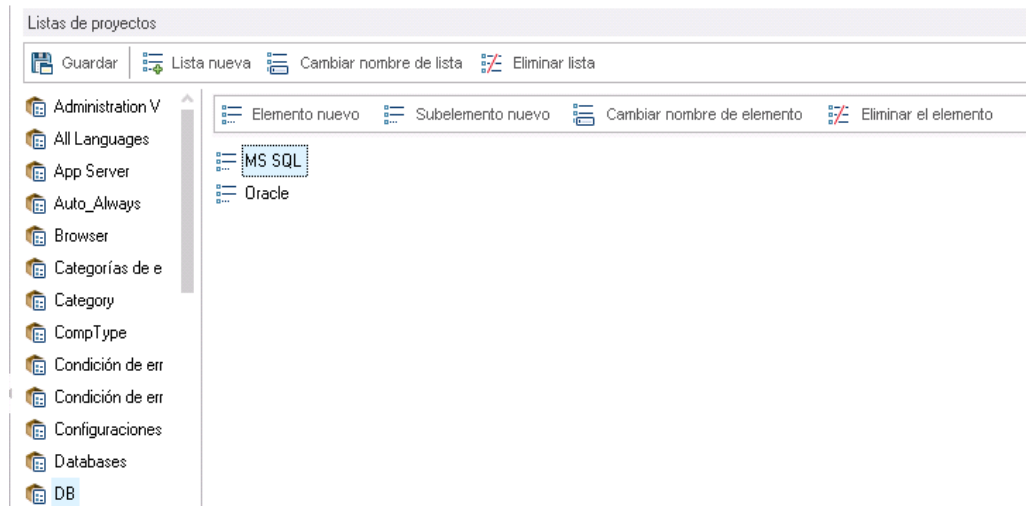 Listas de proyectos
Guardar Lista nueva Cambiar nombre de lista Eliminar lista
Administration V
All Languages
App Server
Auto_Always
Browser
Categorías de e
Category
CompType
Condición de err
Condición de err
Configuraciones
Databases
DB
Elemento nuevo Subelemento nuevo Cambiar nombre de elemento Eliminar el elemento
MS SQL
Oracle